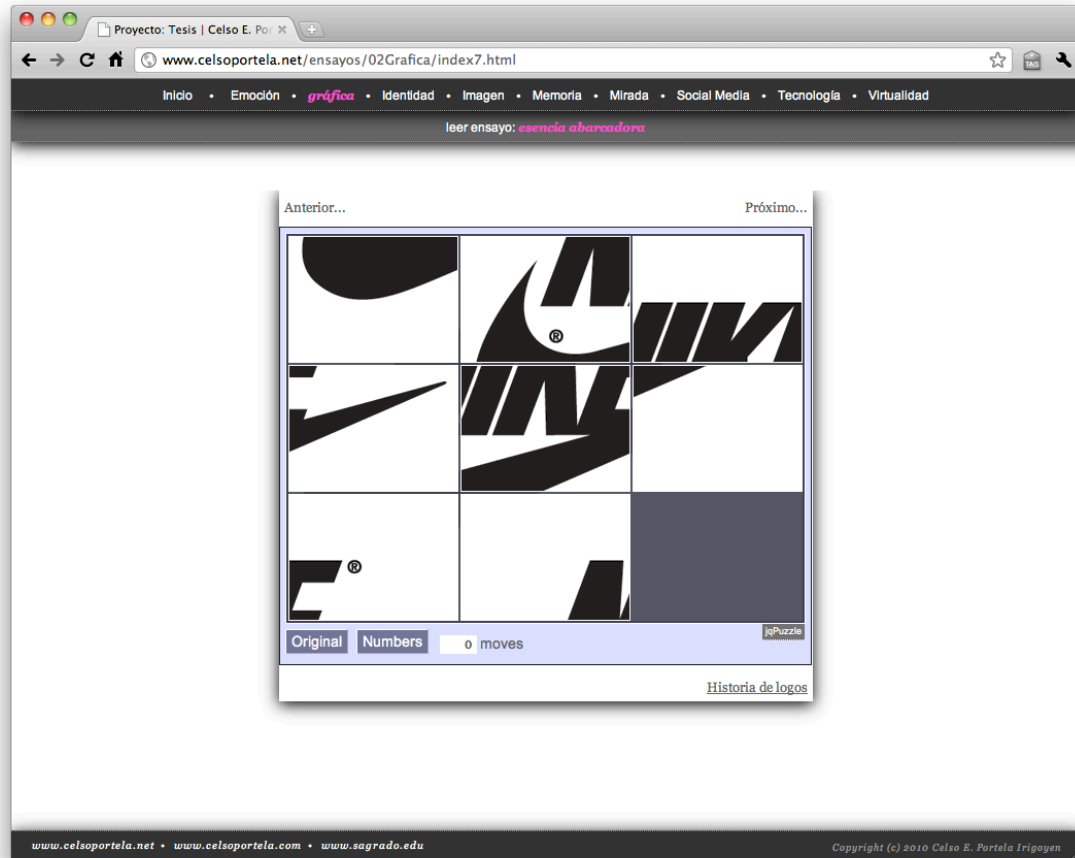 Proyecto: Tesis | Celso E. Por
www.celsoportela.net/ensayos/02Grafica/index7.html
TAG
Inicio • Emoción • gráfica • Identidad • Imagen • Memoria • Mirada • Social Media • Tecnología • Virtualidad
leer ensayo: esencia abarcadora
Anterior... Próximo...
®
®
jqPuzzle
Original Numbers 0 moves
Historia de logos
www.celsoportela.net • www.celsoportela.com • www.sagrado.edu
Copyright (c) 2010 Celso E. Portela Irigoyen